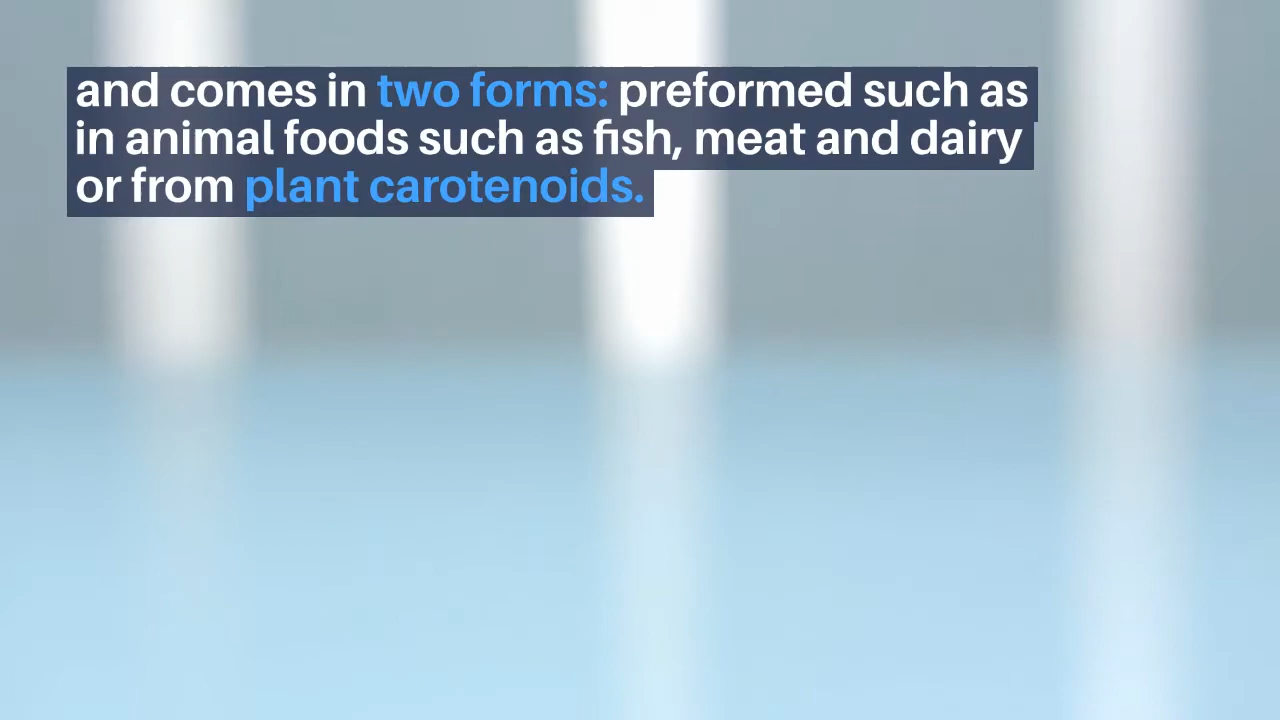 and comes in two forms: preformed such as
in animal foods such as fish, meat and dairy
or from plant carotenoids.